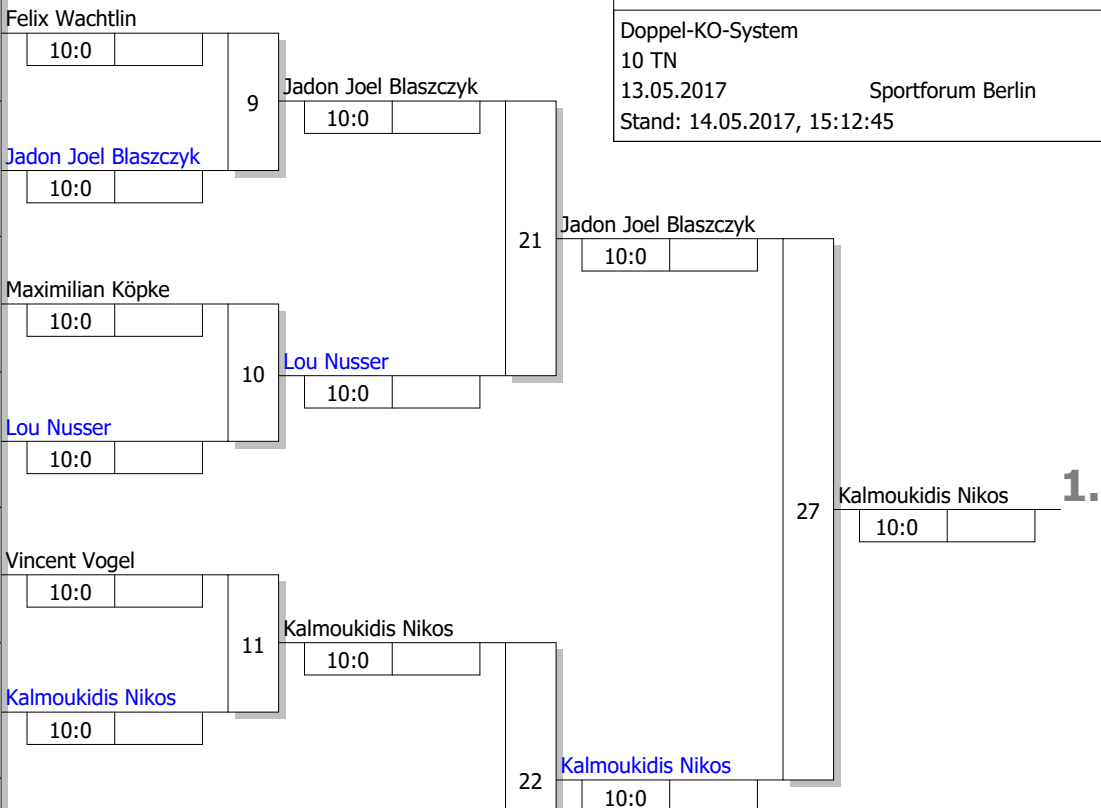 Felix Wachtlin
10:0
Doppel-KO-System
10 TN
13.05.2017 Sportforum Berlin
Stand: 14.05.2017, 15:12:45
9
Jadon Joel Blaszczyk
10:0
Jadon Joel Blaszczyk
10:0
21
Jadon Joel Blaszczyk
10:0
Maximilian Köpke
10:0
10
Lou Nusser
10:0
Lou Nusser
10:0
27
Kalmoukidis Nikos
1.
10:0
Vincent Vogel
10:0
11
Kalmoukidis Nikos
10:0
Kalmoukidis Nikos
10:0
22
Kalmoukidis Nikos
10:0